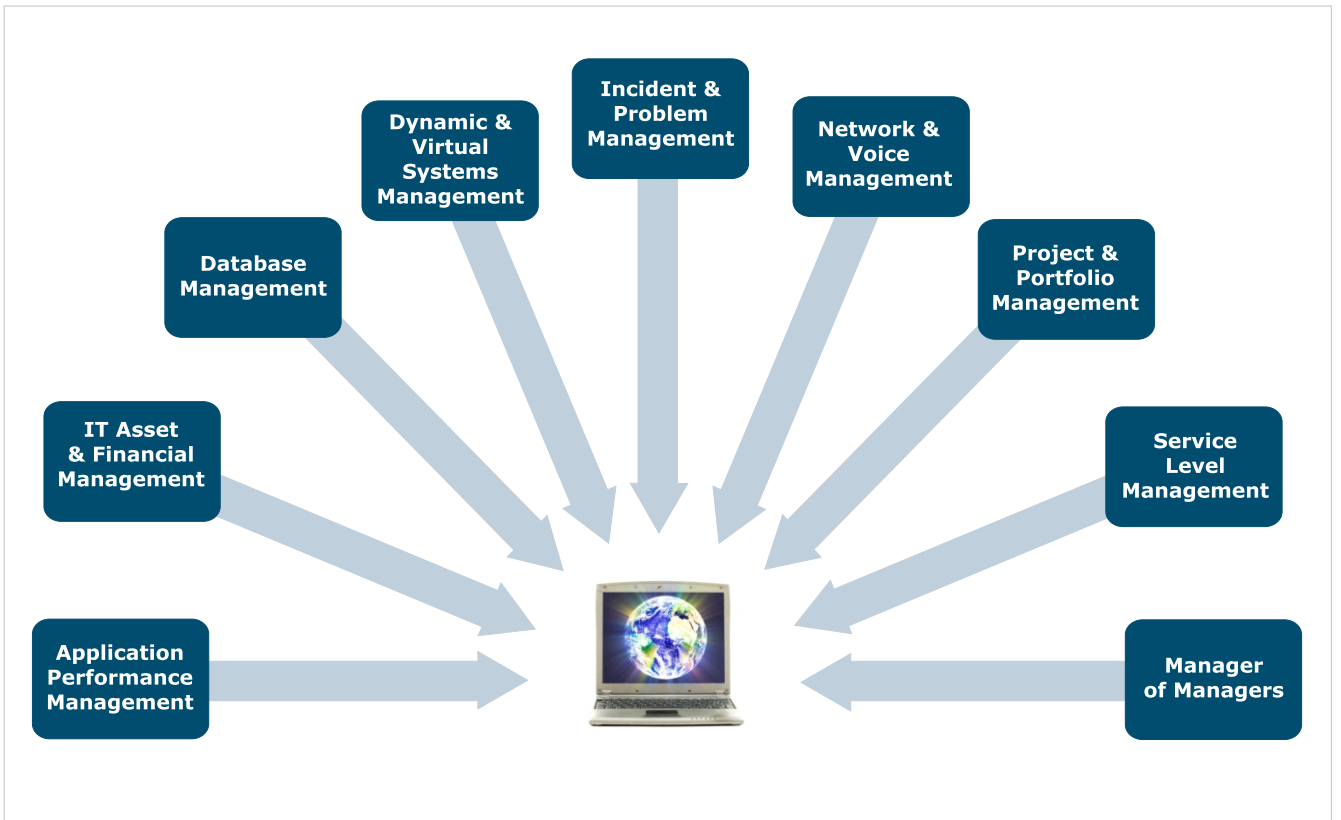 Incident &
Problem
Management
Dynamic &
Virtual
Systems
Management
Network &
Voice
Management
Database
Management
Project &
Portfolio
Management
IT Asset
& Financial
Management
Service
Level
Management
Application
Performance
Management
Manager
of Managers